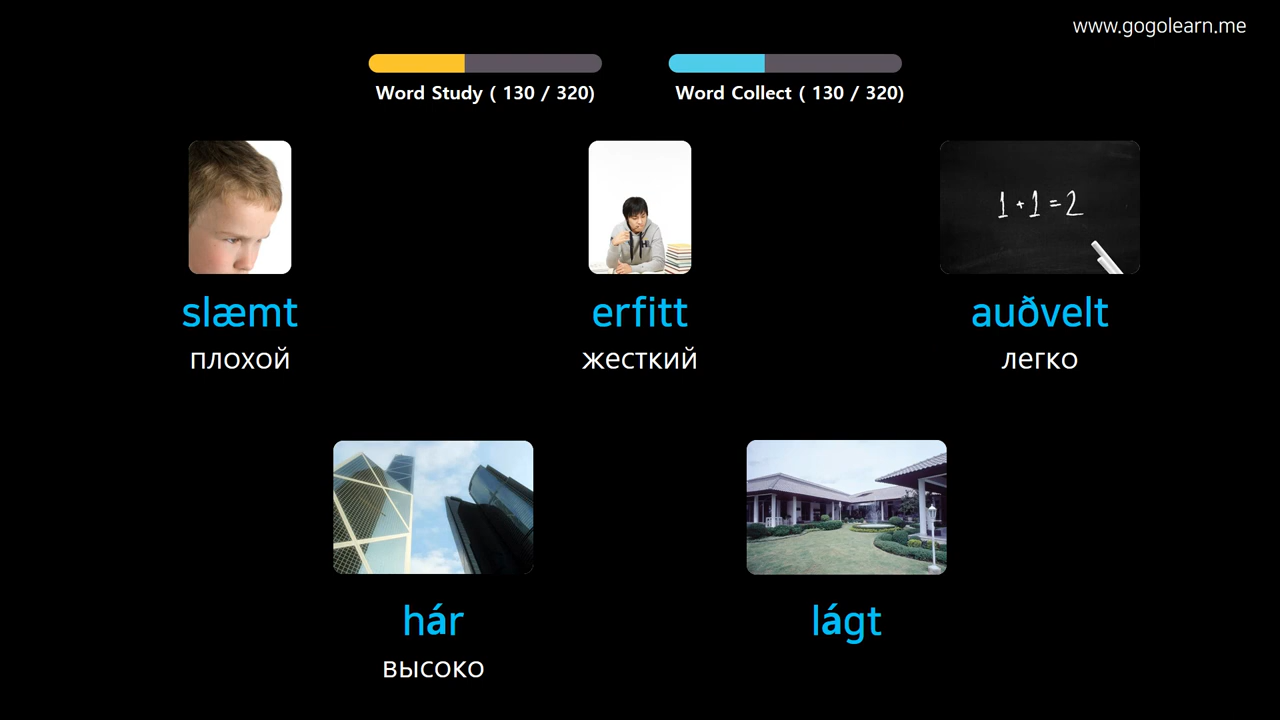 www.gogolearn.me
Word Study ( 130 / 320)
Word Collect ( 130 / 320)
1 + 1 = 2
slæmt
erfitt
auðvelt
плохой
жесткий
легко
hár
lágt
высоко